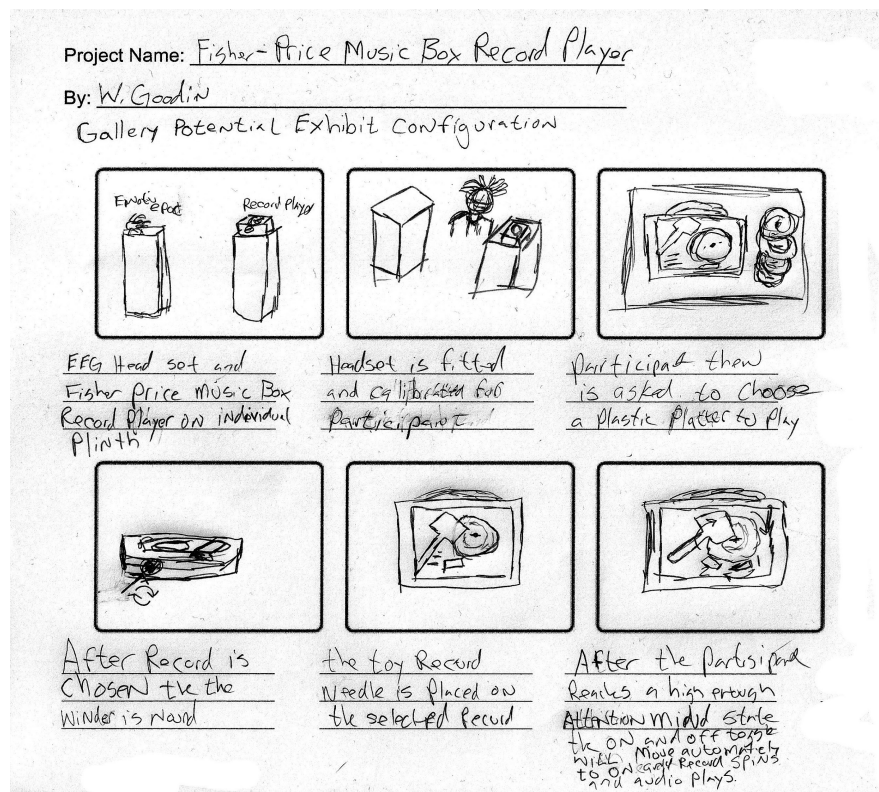 Project Name: Fisher-Price Music Box Record Player
By: W. Goodin
Gallery Potential Exhibit Configuration
Emotiv epoc
Record Player
EEG Head set and
Fisher Price Music Box
Record Player on individual
Plinth
Headset is fitted
and calibrated for
participant
participant then
is asked to choose
a plastic platter to play
After Record is
Chosen the the
winder is wound
the toy Record
Needle is placed on
the selected Record
After the
Reaches a high enough
Attention state
the ON and off toggle
will move automately
to ON and Record spins
and audio plays.